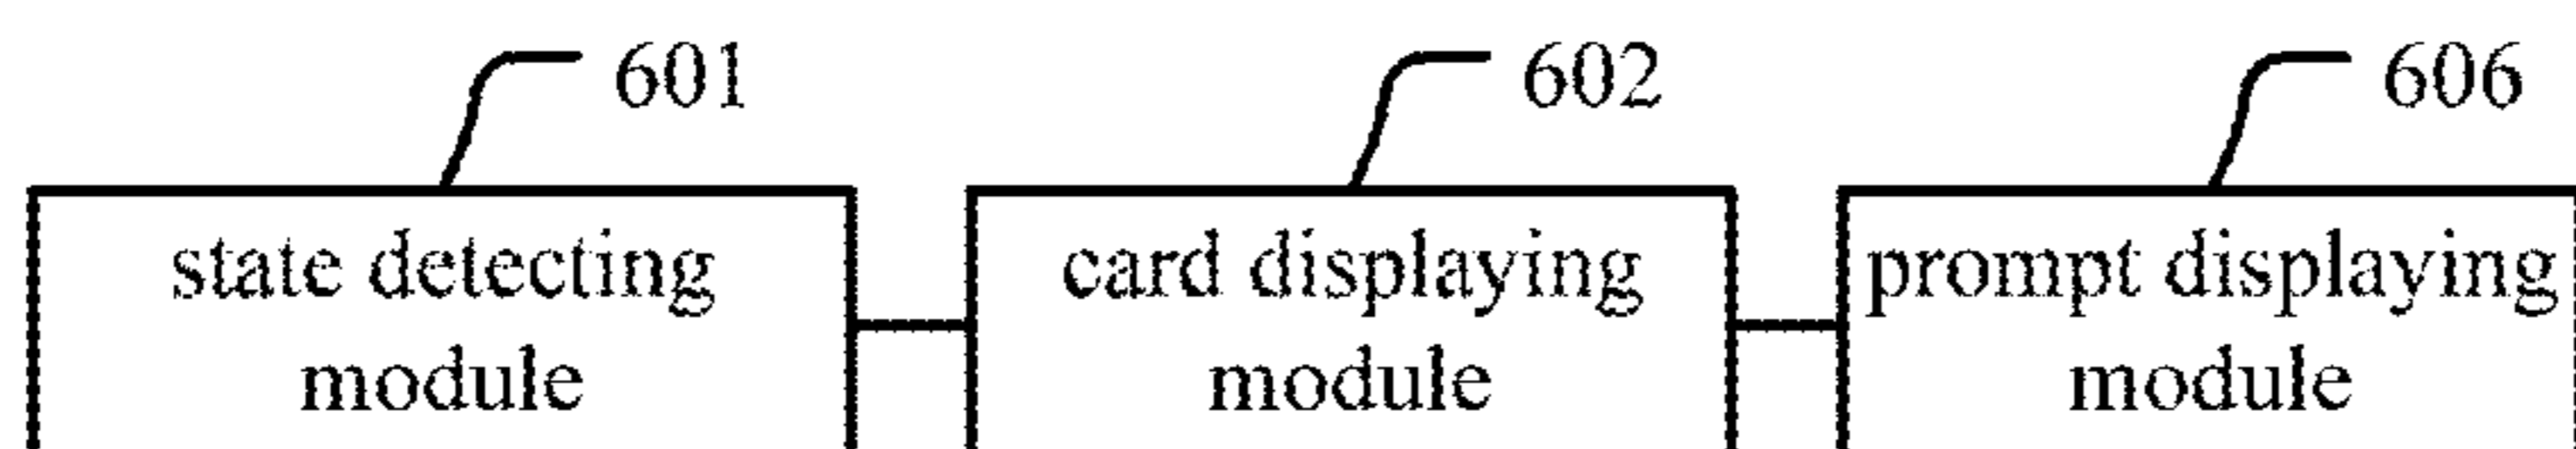 601
602
606
state detecting
module
card displaying
module
prompt displaying
module